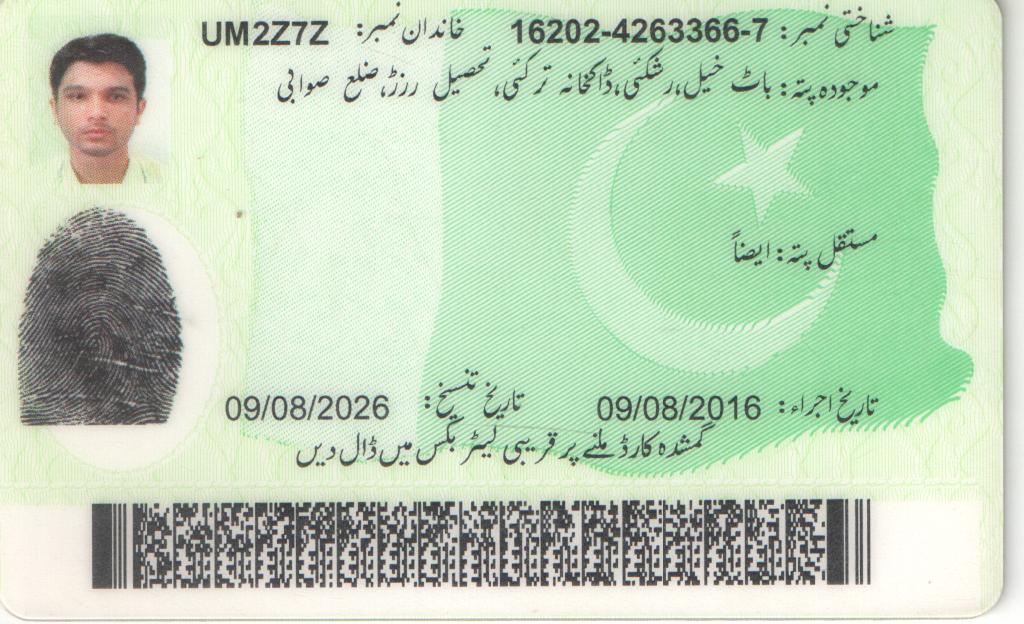 شناختی نمبر: 16202-4263366-7 خاندان نمبر: UM2Z7Z
موجودہ پتہ: باٹ خیل، رشکئی، ڈاکخانہ ترکئی، تحصیل رزڑ، ضلع صوابی
مستقل پتہ: ایضاً
تاریخ اجراء: 09/08/2016 تاریخ تنسیخ: 09/08/2026
گمشدہ کارڈ ملنے پر قریبی لیٹر بکس میں ڈال دیں